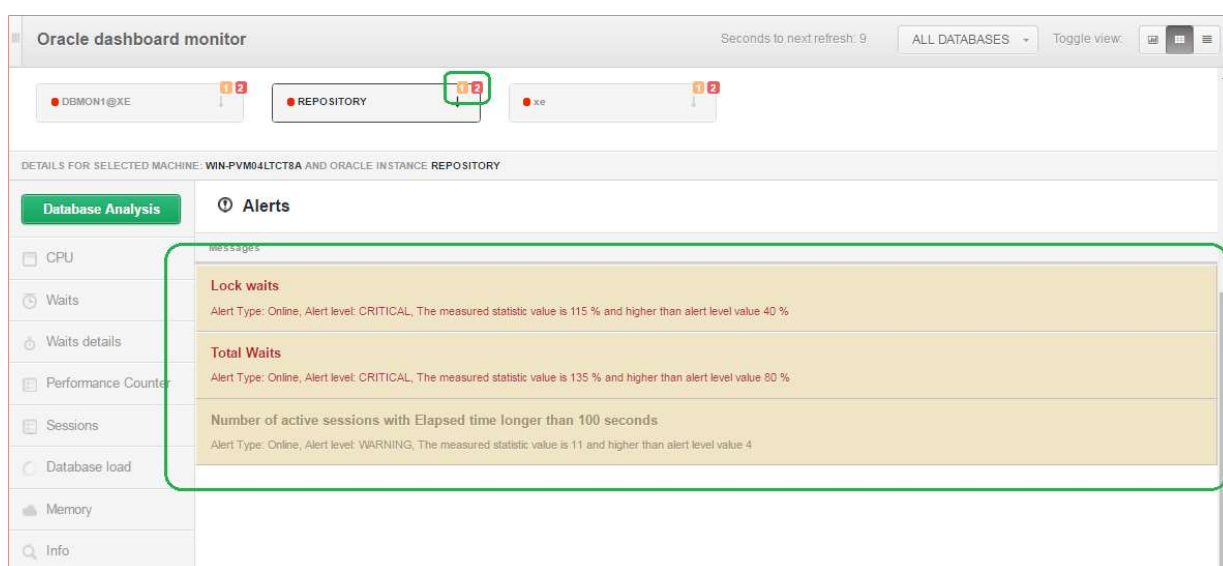 Oracle dashboard monitor
Seconds to next refresh: 9
ALL DATABASES
Toggle view:
DBMON1@XE
1 2
REPOSITORY
1 2
xe
1 2
DETAILS FOR SELECTED MACHINE: WIN-PVM04LTCT8A AND ORACLE INSTANCE REPOSITORY
Database Analysis
CPU
Waits
Waits details
Performance Counter
Sessions
Database load
Memory
Info
Alerts
Messages
Lock waits
Alert Type: Online, Alert level: CRITICAL, The measured statistic value is 115 % and higher than alert level value 40 %
Total Waits
Alert Type: Online, Alert level: CRITICAL, The measured statistic value is 135 % and higher than alert level value 80 %
Number of active sessions with Elapsed time longer than 100 seconds
Alert Type: Online, Alert level: WARNING, The measured statistic value is 11 and higher than alert level value 4